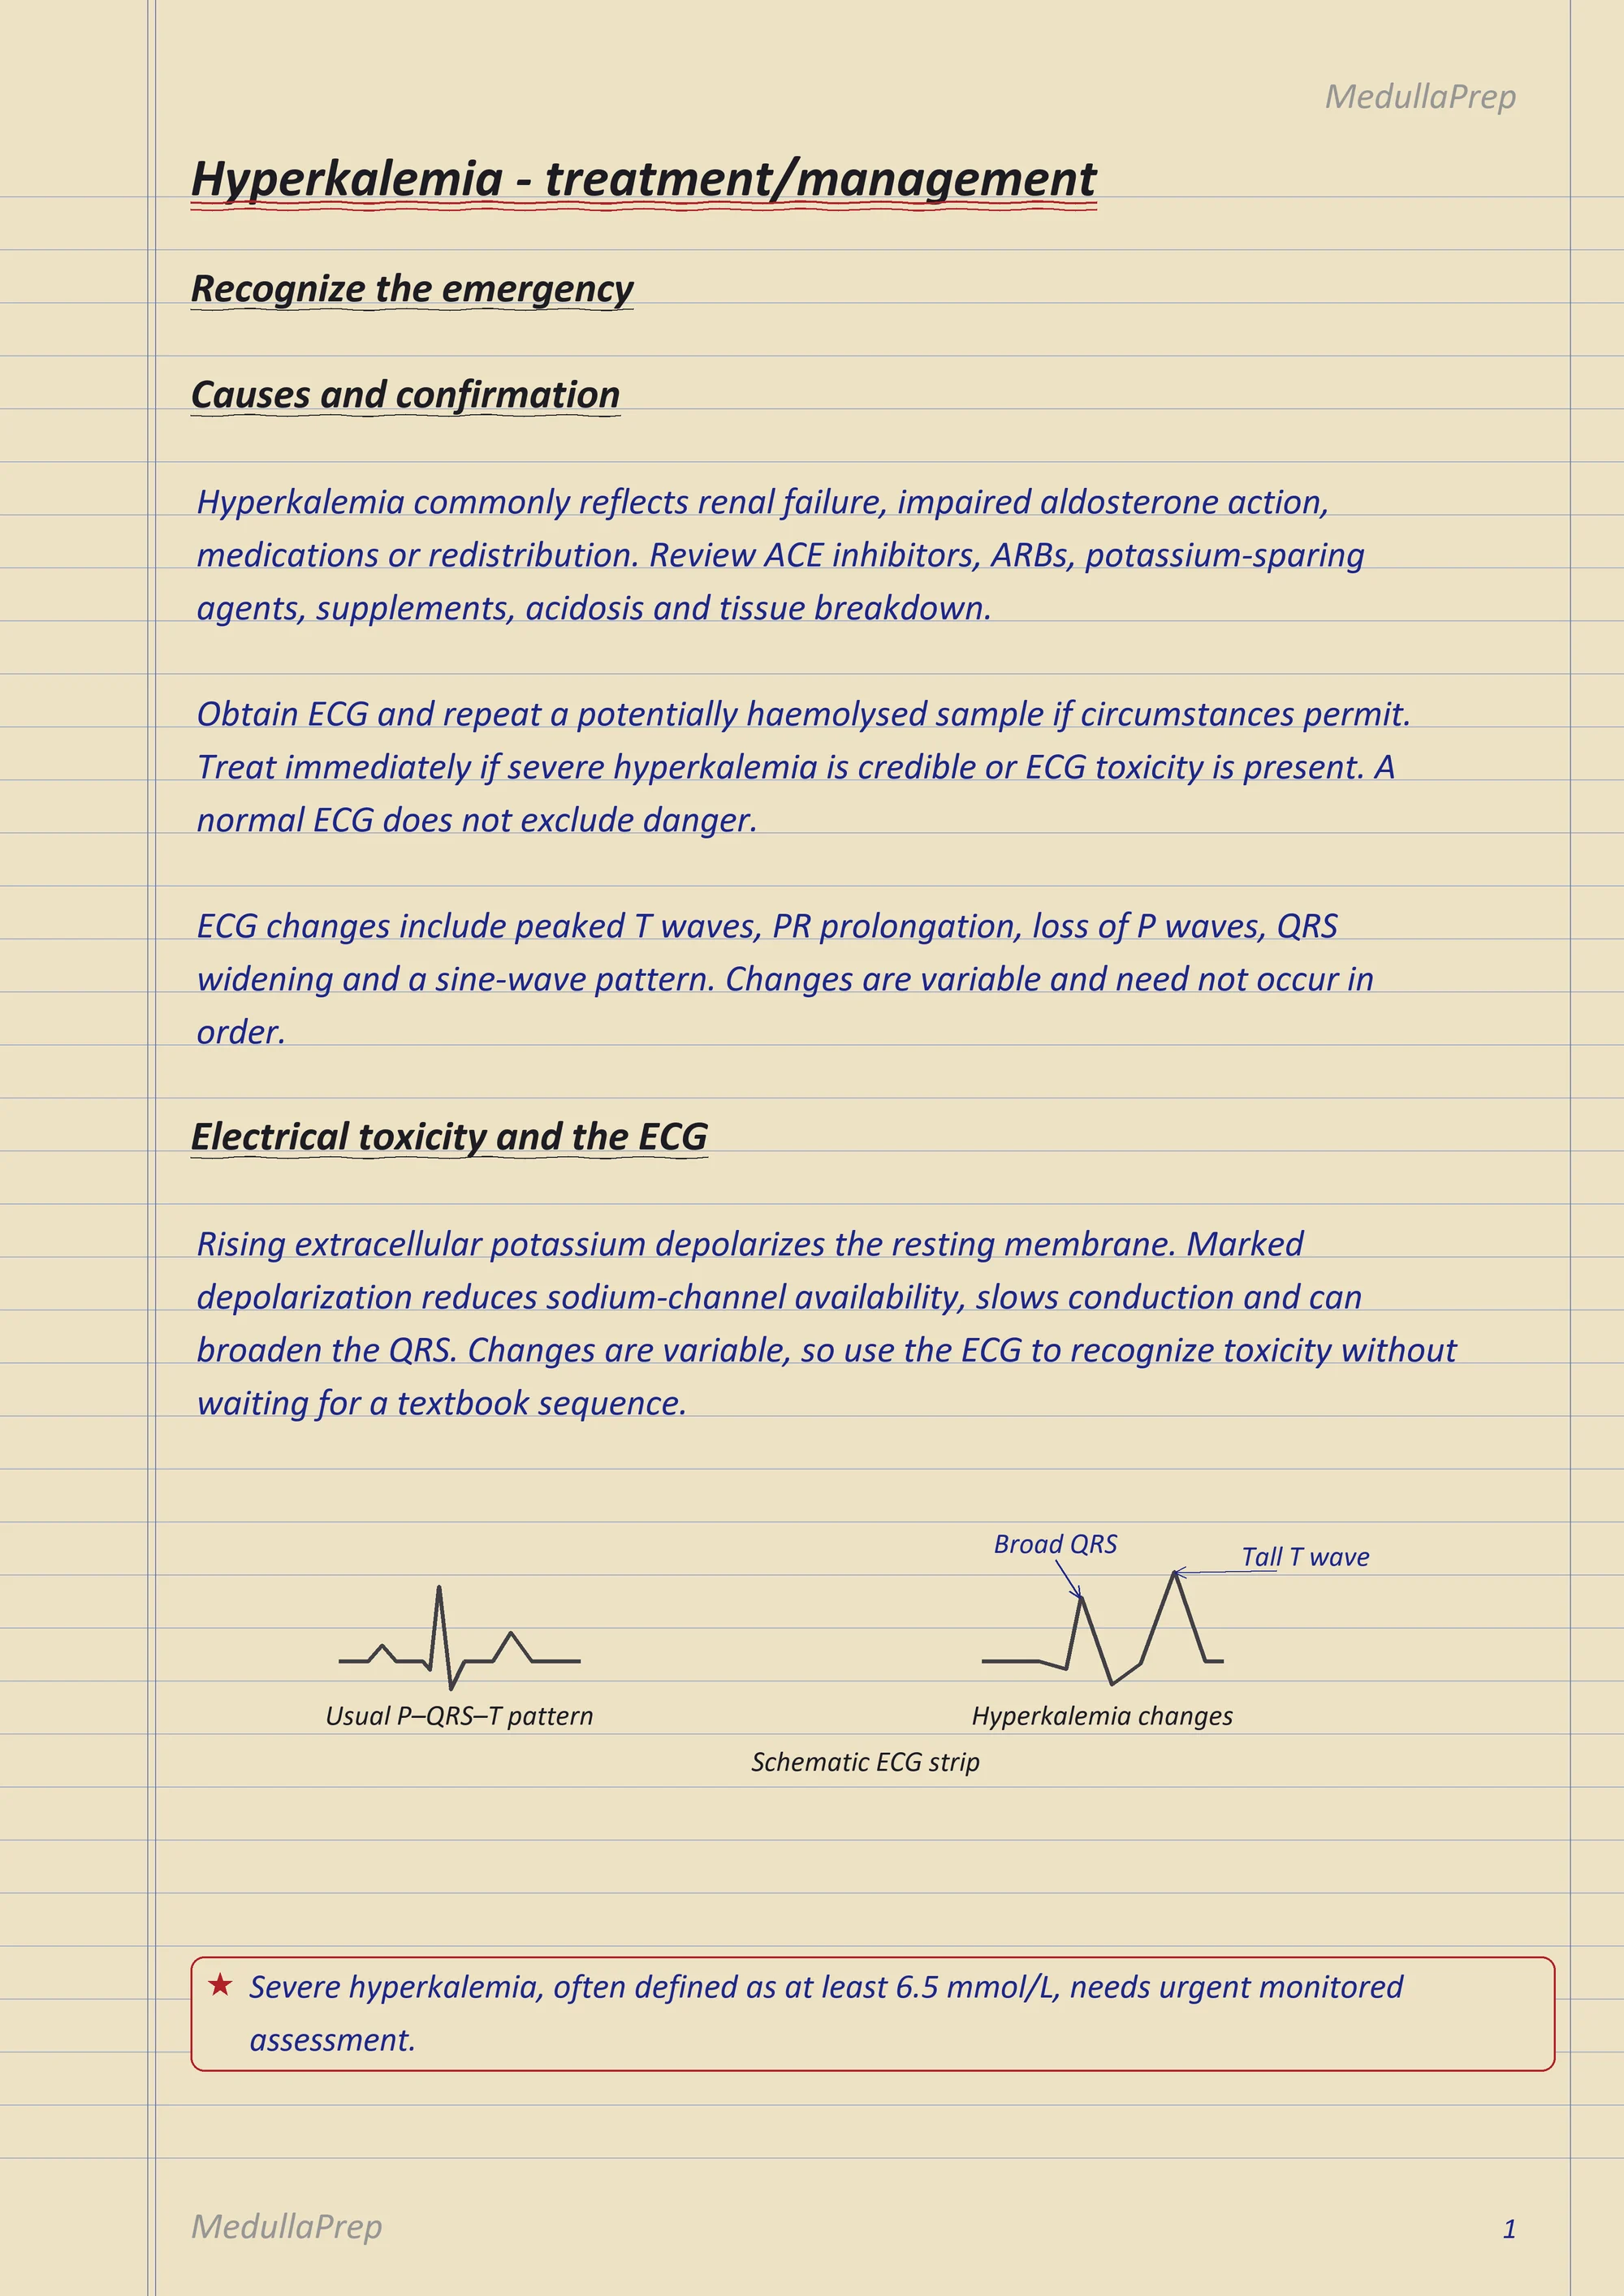 MedullaPrep
Hyperkalemia - treatment/management
Recognize the emergency
Causes and confirmation
Hyperkalemia commonly reflects renal failure, impaired aldosterone action,
medications or redistribution. Review ACE inhibitors, ARBs, potassium-sparing
agents, supplements, acidosis and tissue breakdown.
Obtain ECG and repeat a potentially haemolysed sample if circumstances permit.
Treat immediately if severe hyperkalemia is credible or ECG toxicity is present. A
normal ECG does not exclude danger.
ECG changes include peaked T waves, PR prolongation, loss of P waves, QRS
widening and a sine-wave pattern. Changes are variable and need not occur in
order.
Electrical toxicity and the ECG
Rising extracellular potassium depolarizes the resting membrane. Marked
depolarization reduces sodium-channel availability, slows conduction and can
broaden the QRS. Changes are variable, so use the ECG to recognize toxicity without
waiting for a textbook sequence.
Broad QRS
Tall T wave
Usual P–QRS–T pattern
Hyperkalemia changes
Schematic ECG strip
★ Severe hyperkalemia, often defined as at least 6.5 mmol/L, needs urgent monitored
assessment.
MedullaPrep
1